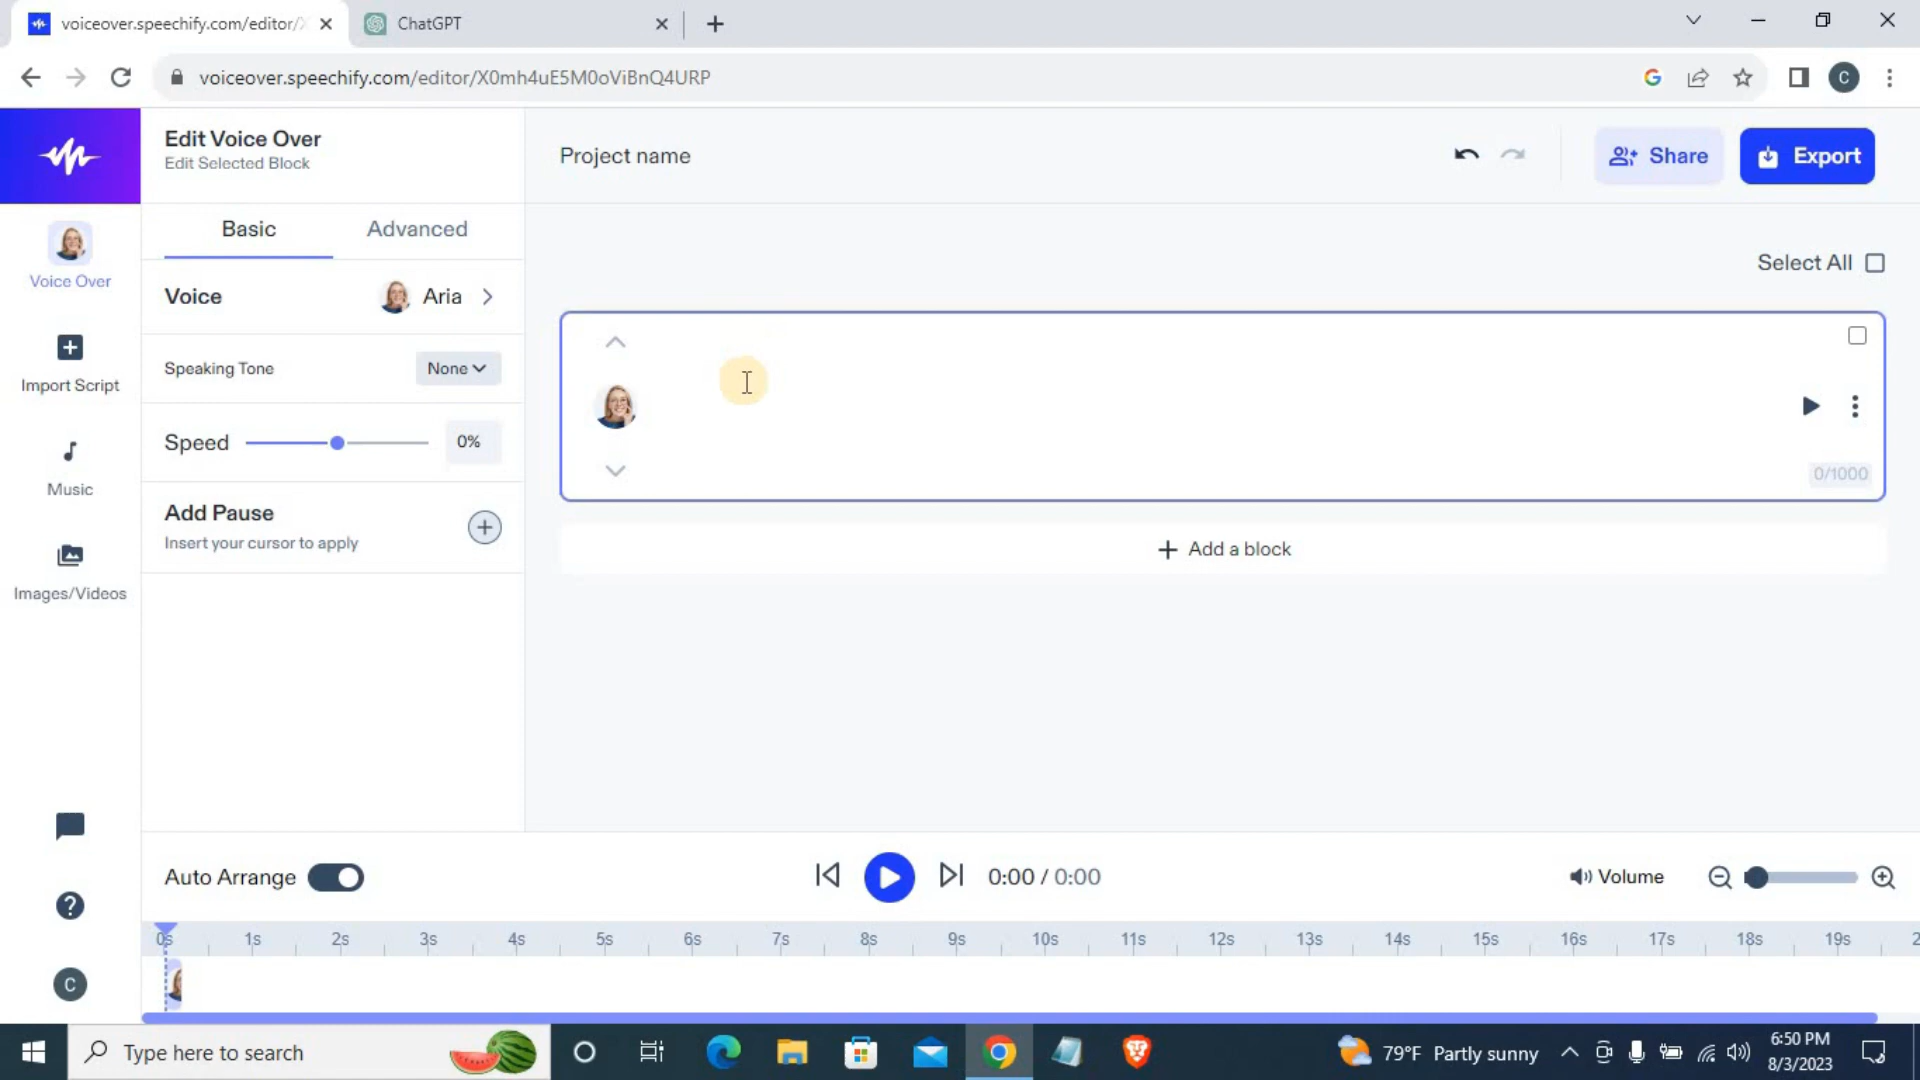 voiceover.speechify.com/editor/X
ChatGPT
voiceover.speechify.com/editor/X0mh4uE5M0oViBnQ4URP
G
C
Edit Voice Over
Edit Selected Block
Project name
Share
Export
Voice Over
Basic
Advanced
Select All
Voice
Aria
Import Script
Speaking Tone
None
Speed
0%
0/1000
Music
Add Pause
Insert your cursor to apply
Add a block
Images/Videos
Auto Arrange
0:00 / 0:00
Volume
?
0s 1s 2s 3s 4s 5s 6s 7s 8s 9s 10s 11s 12s 13s 14s 15s 16s 17s 18s 19s 2
C
Type here to search
79°F Partly sunny
6:50 PM
8/3/2023